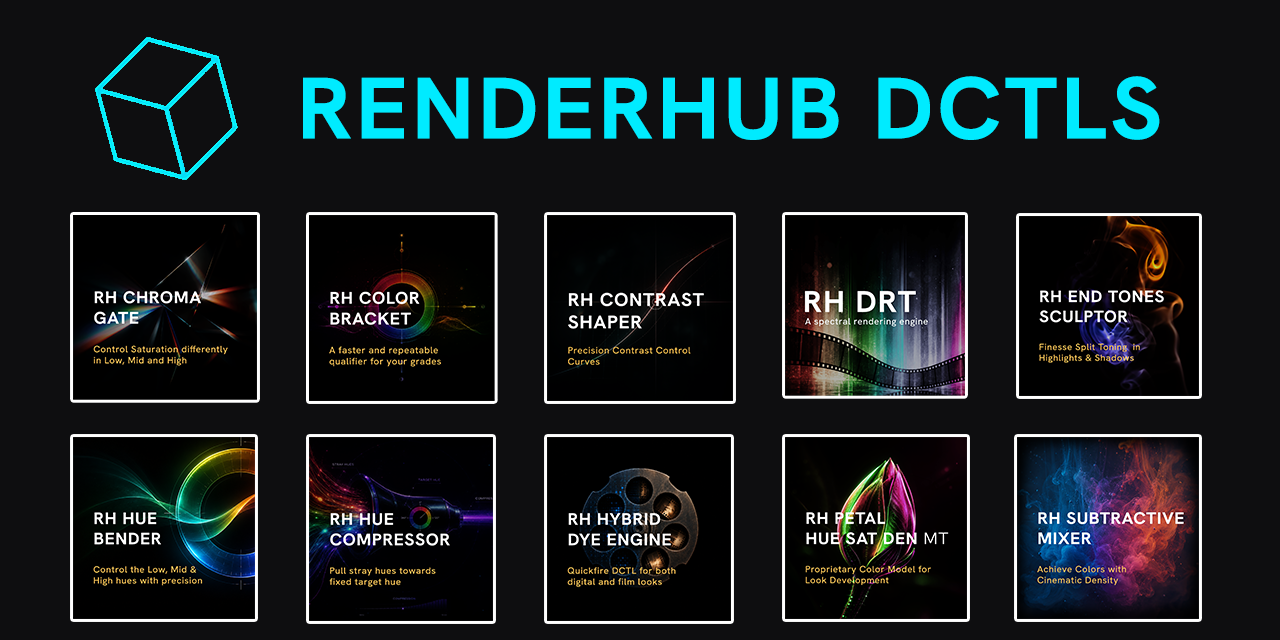 RENDERHUB DCTLS
RH CHROMA
GATE
Control Saturation differently
in Low, Mid and High
RH COLOR
BRACKET
A faster and repeatable
qualifier for your grades
RH CONTRAST
SHAPER
Precision Contrast Control
Curves
RH DRT
A spectral rendering engine
RH END TONES
SCULPTOR
Finesse Split Toning in
Highlights & Shadows
RH HUE
BENDER
Control the Low, Mid &
High hues with precision
RH HUE
COMPRESSOR
Pull stray hues towards
fixed target hue
RH HYBRID
DYE ENGINE
Quickfire DCTL for both
digital and film looks
RH PETAL
HUE SAT DEN MT
Proprietary Color Model for
Look Development
RH SUBTRACTIVE
MIXER
Achieve Colors with
Cinematic Density